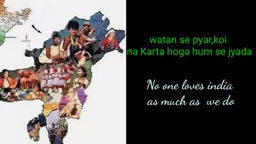 watan se pyar,koi
na Karta hoga hum se jyada
No one loves india
as much as we do